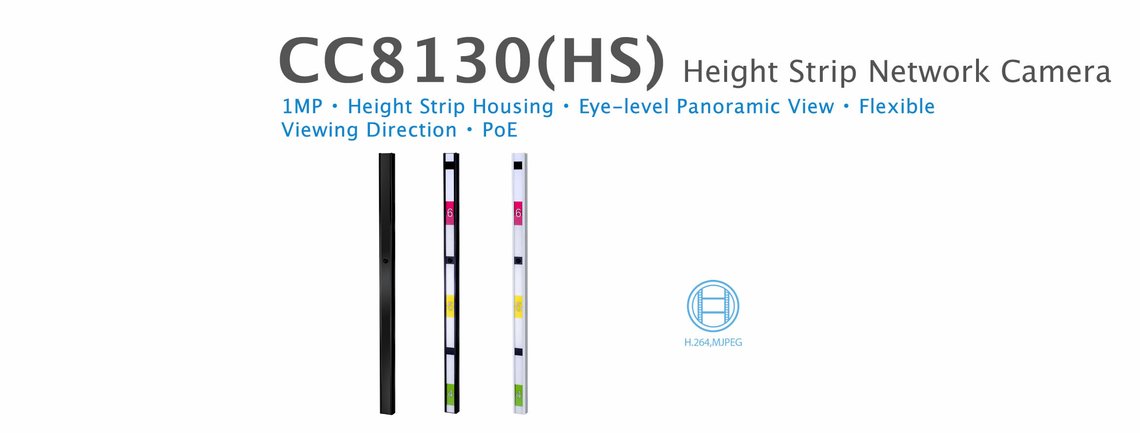 CC8130(HS) Height Strip Network Camera
1MP • Height Strip Housing • Eye-level Panoramic View • Flexible
Viewing Direction • PoE
6
6
H.264,MJPEG